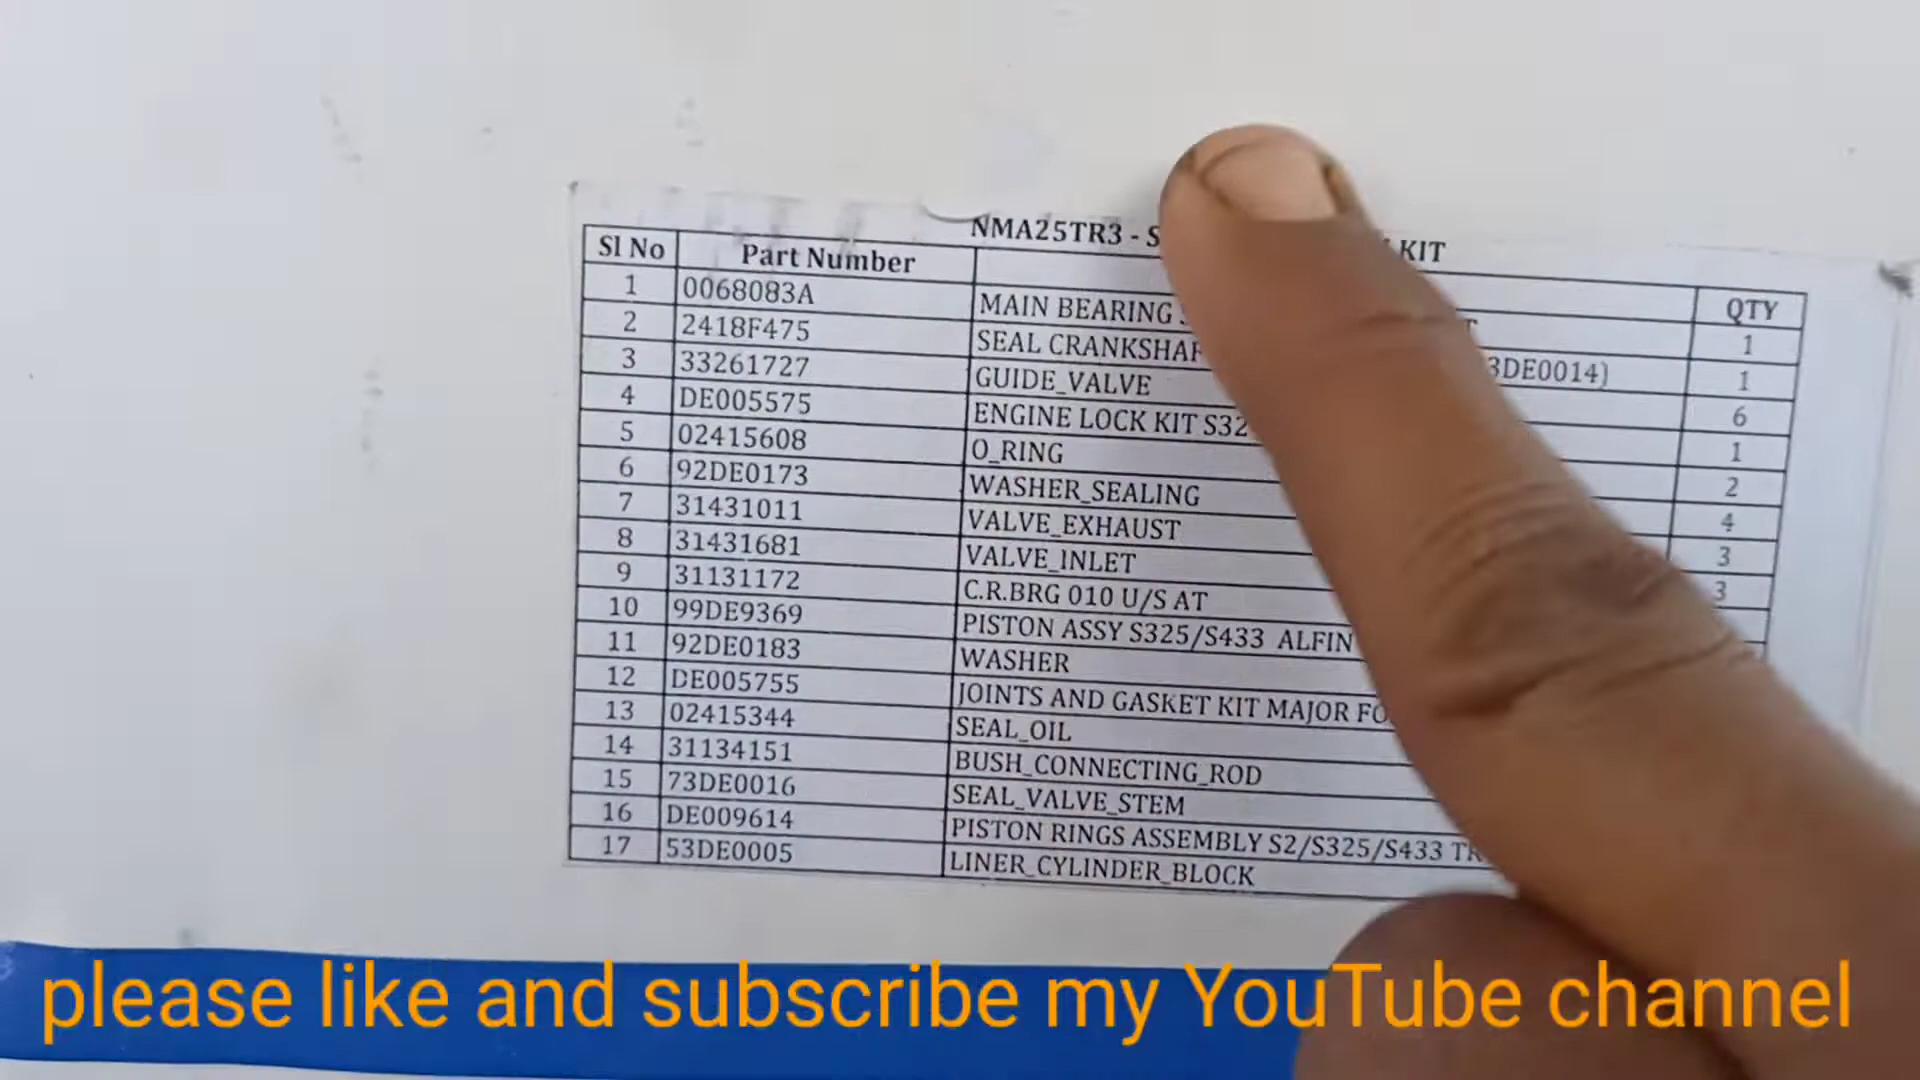 NMA25TR3 - KIT
Sl No Part Number QTY
1 0068083A MAIN BEARING 1
2 2418F475 SEAL CRANKSHAF 3DE0014) 1
3 33261727 GUIDE_VALVE 6
4 DE005575 ENGINE LOCK KIT S32 1
5 02415608 O_RING 2
6 92DE0173 WASHER_SEALING 4
7 31431011 VALVE_EXHAUST 3
8 31431681 VALVE_INLET 3
9 31131172 C.R.BRG 010 U/S AT
10 99DE9369 PISTON ASSY S325/S433 ALFIN
11 92DE0183 WASHER
12 DE005755 JOINTS AND GASKET KIT MAJOR FO
13 02415344 SEAL_OIL
14 31134151 BUSH_CONNECTING_ROD
15 73DE0016 SEAL_VALVE_STEM
16 DE009614 PISTON RINGS ASSEMBLY S2/S325/S433 TR
17 53DE0005 LINER_CYLINDER_BLOCK
please like and subscribe my YouTube channel